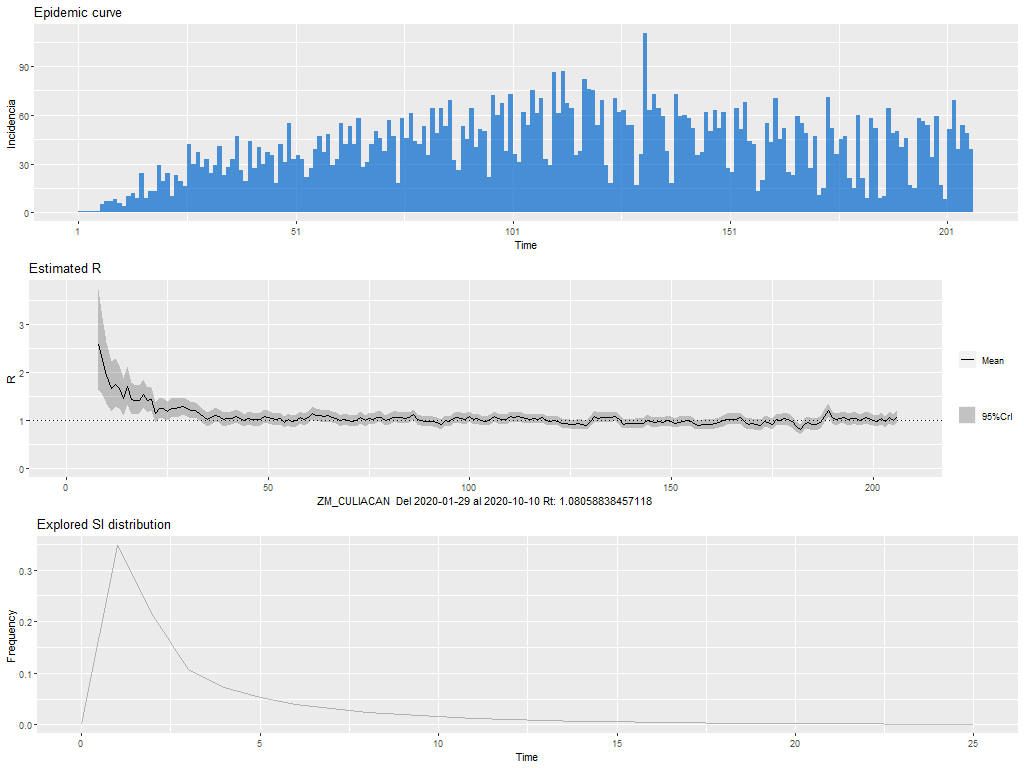 Epidemic curve
Incidencia
90
60
30
0
1
51
101
151
201
Time
Estimated R
R
3
2
1
0
0
50
100
150
200
ZM_CULIACAN Del 2020-01-29 al 2020-10-10 Rt: 1.08058838457118
Mean
95%CrI
Explored SI distribution
Frequency
0.3
0.2
0.1
0.0
0
5
10
15
20
25
Time